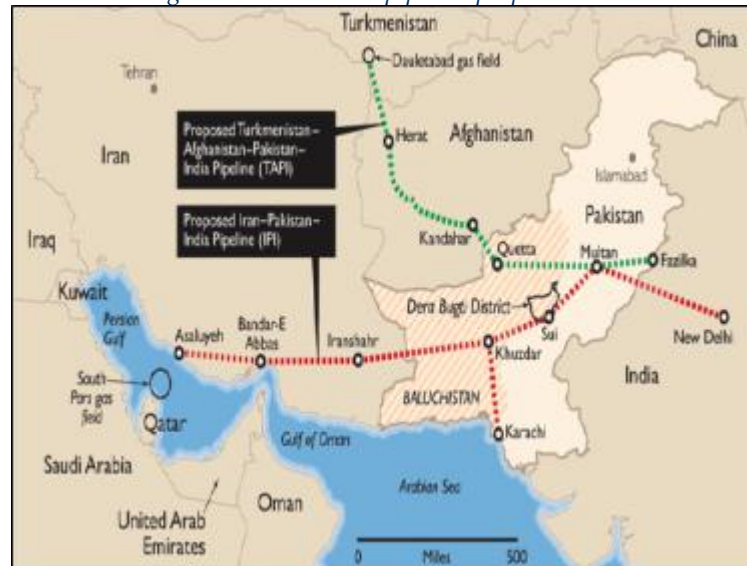 Turkmenistan
China
Dauletabad gas field
Tehran
Proposed Turkmenistan–
Afghanistan–Pakistan–
India Pipeline (TAPI)
Herat
Afghanistan
Iran
Islamabad
Proposed Iran–Pakistan–
India Pipeline (IPI)
Pakistan
Iraq
Kandahar
Quetta
Multan
Fazilka
Kuwait
Dera Bugti District
Persian
Gulf
Asaluyeh
Bandar-E
Abbas
Iranshahr
Sui
New Delhi
Khuzdar
South
Pars gas
field
BALUCHISTAN
India
Qatar
Gulf of Oman
Karachi
Saudi Arabia
Arabian Sea
Oman
United Arab
Emirates
0
Miles
500